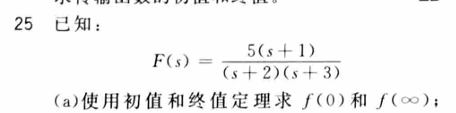 25 已知：
F(s) = 5(s+1) / (s+2)(s+3)
(a)使用初值和终值定理求 f(0)和 f(∞)；